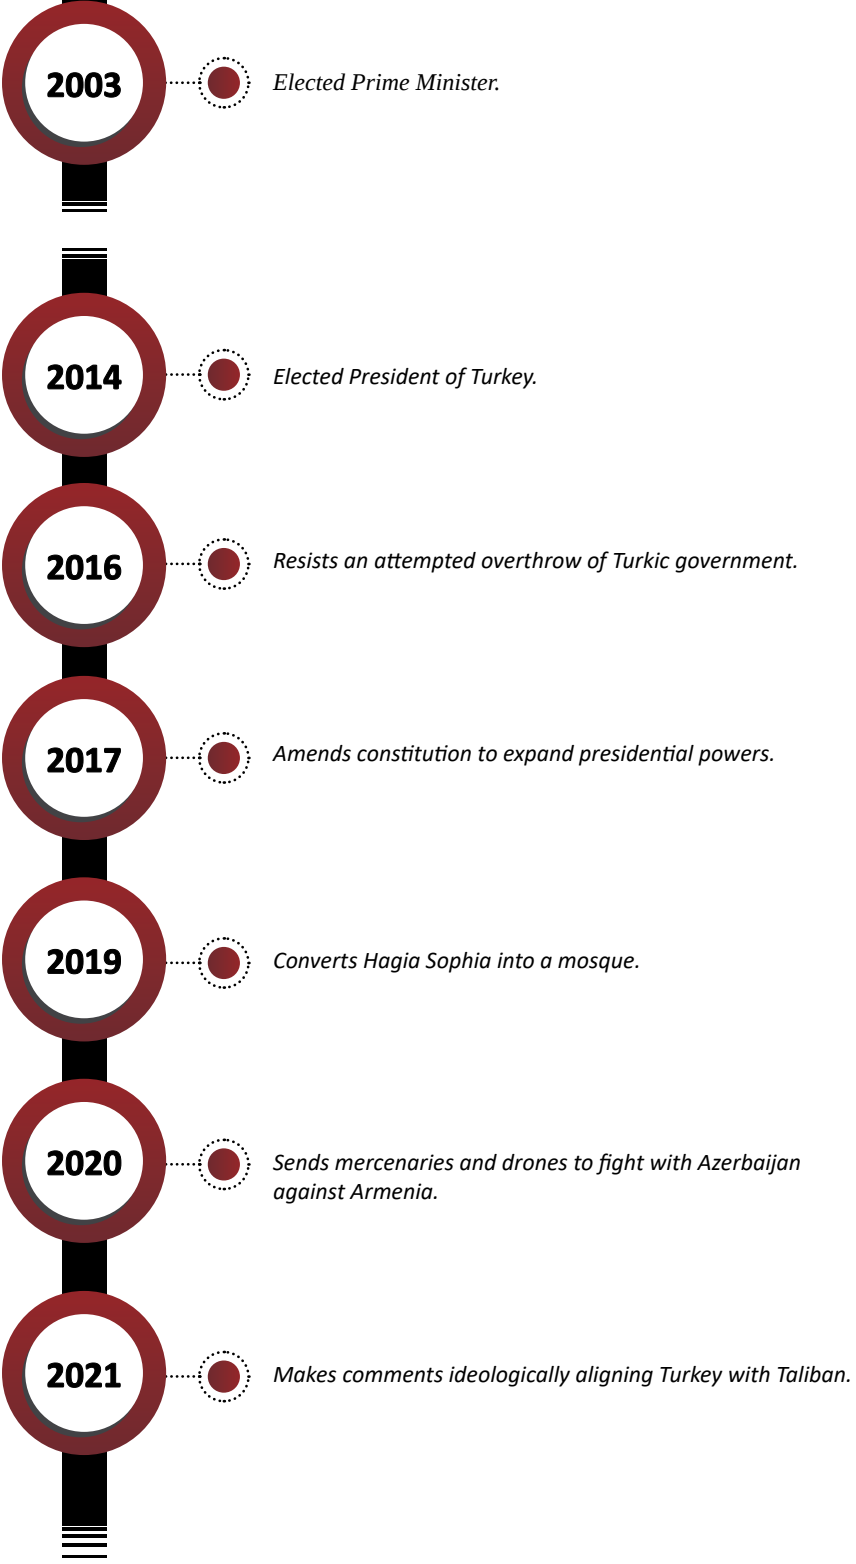 2003
Elected Prime Minister.
2014
Elected President of Turkey.
2016
Resists an attempted overthrow of Turkic government.
2017
Amends constitution to expand presidential powers.
2019
Converts Hagia Sophia into a mosque.
2020
Sends mercenaries and drones to fight with Azerbaijan
against Armenia.
2021
Makes comments ideologically aligning Turkey with Taliban.